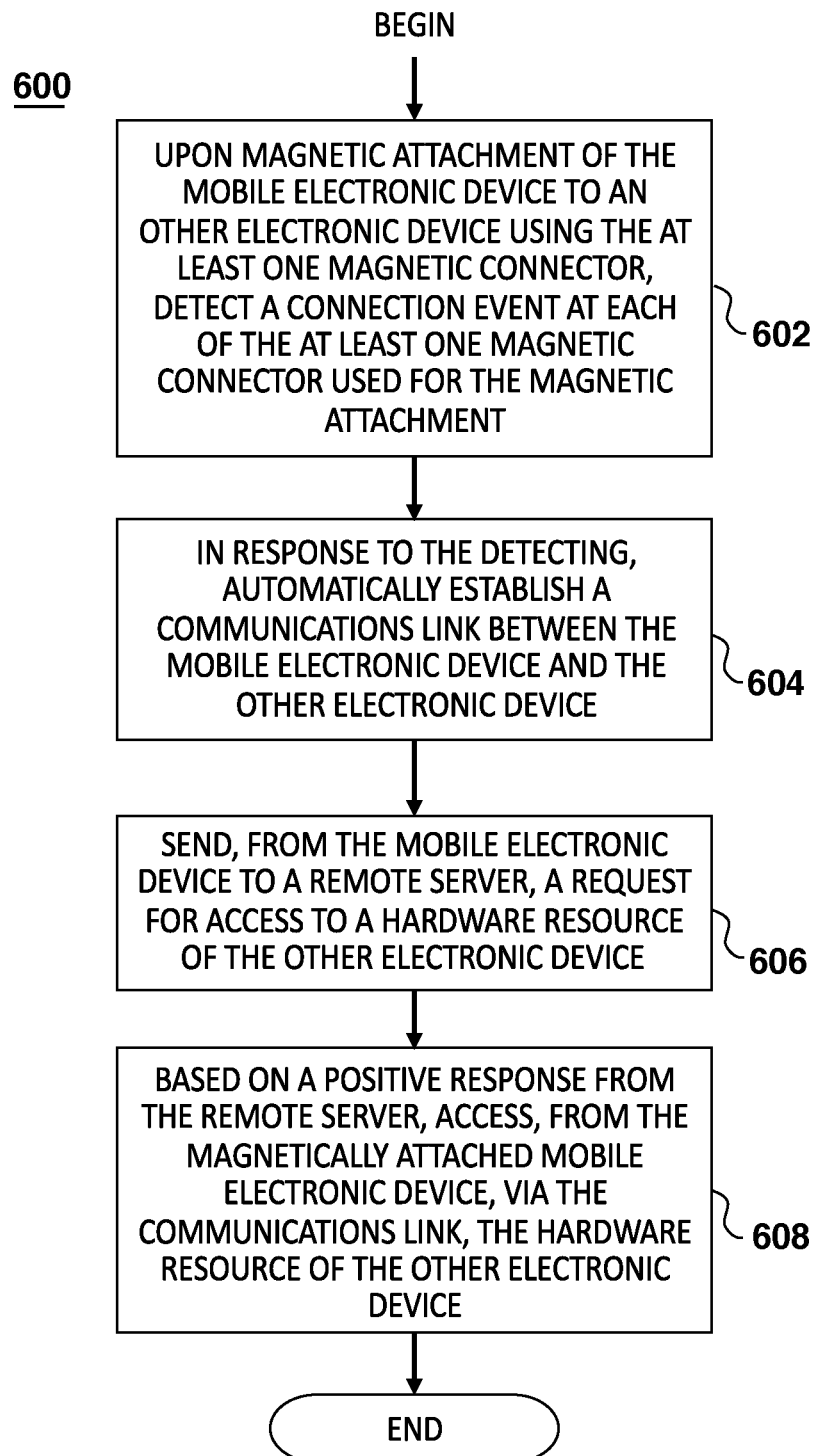 BEGIN
600
UPON MAGNETIC ATTACHMENT OF THE
MOBILE ELECTRONIC DEVICE TO AN
OTHER ELECTRONIC DEVICE USING THE AT
LEAST ONE MAGNETIC CONNECTOR,
DETECT A CONNECTION EVENT AT EACH
OF THE AT LEAST ONE MAGNETIC
CONNECTOR USED FOR THE MAGNETIC
ATTACHMENT
602
IN RESPONSE TO THE DETECTING,
AUTOMATICALLY ESTABLISH A
COMMUNICATIONS LINK BETWEEN THE
MOBILE ELECTRONIC DEVICE AND THE
OTHER ELECTRONIC DEVICE
604
SEND, FROM THE MOBILE ELECTRONIC
DEVICE TO A REMOTE SERVER, A REQUEST
FOR ACCESS TO A HARDWARE RESOURCE
OF THE OTHER ELECTRONIC DEVICE
606
BASED ON A POSITIVE RESPONSE FROM
THE REMOTE SERVER, ACCESS, FROM THE
MAGNETICALLY ATTACHED MOBILE
ELECTRONIC DEVICE, VIA THE
COMMUNICATIONS LINK, THE HARDWARE
RESOURCE OF THE OTHER ELECTRONIC
DEVICE
608
END